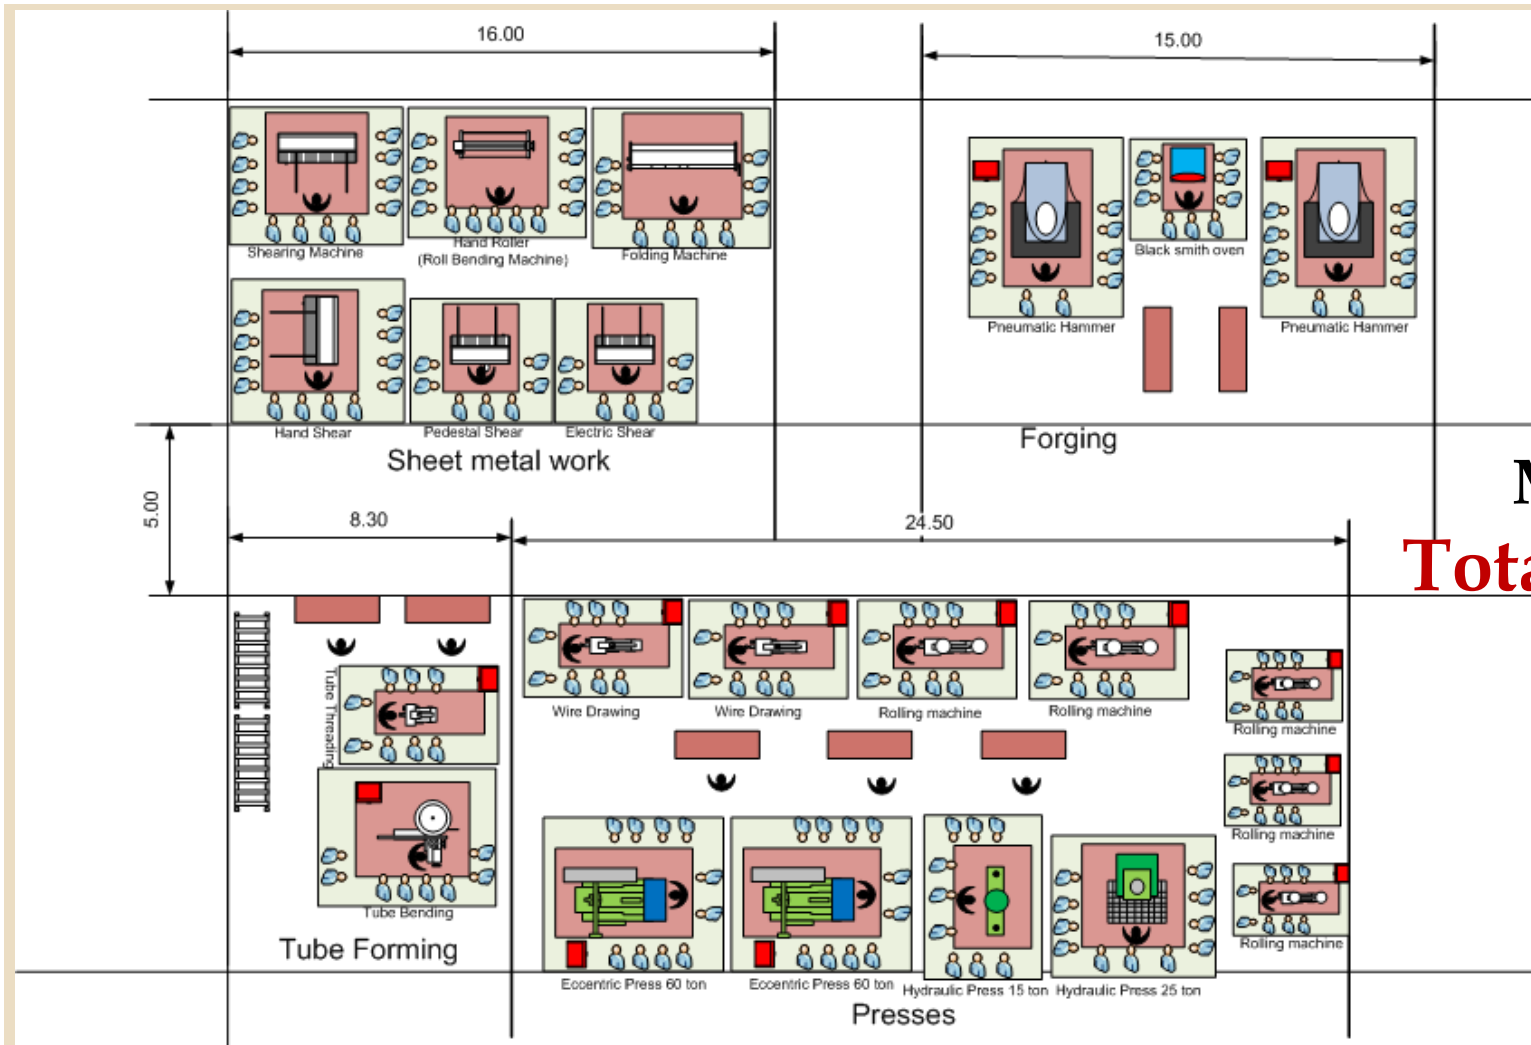 16.00
15.00
Shearing Machine
Hand Roller
(Roll Bending Machine)
Folding Machine
Black smith oven
Pneumatic Hammer
Pneumatic Hammer
Hand Shear
Pedestal Shear
Electric Shear
Sheet metal work
Forging
5.00
8.30
24.50
M
Tota
Tube Threading
Wire Drawing
Wire Drawing
Rolling machine
Rolling machine
Rolling machine
Rolling machine
Rolling machine
Tube Bending
Tube Forming
Eccentric Press 60 ton
Eccentric Press 60 ton
Hydraulic Press 15 ton
Hydraulic Press 25 ton
Presses